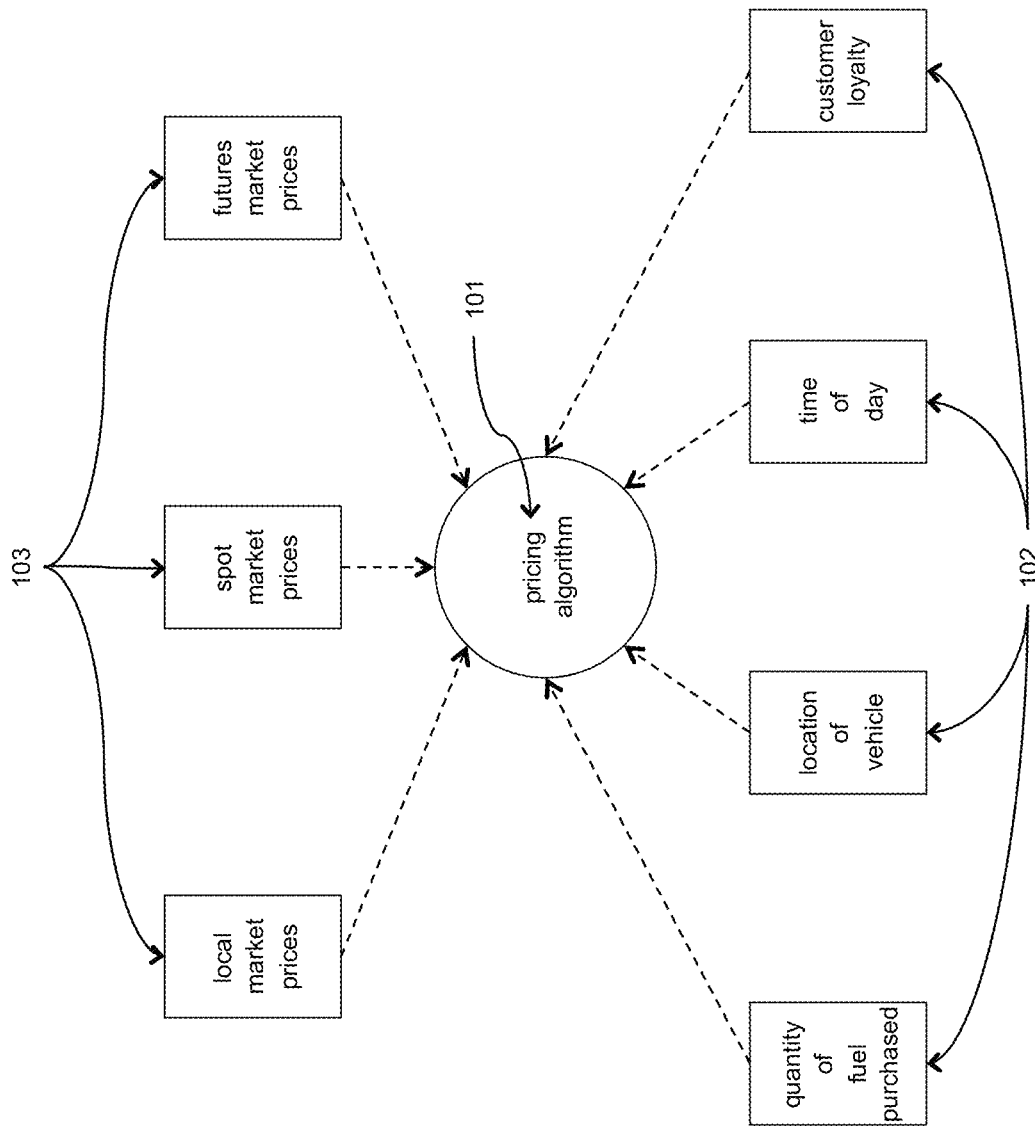 103
local
market
prices
spot
market
prices
futures
market
prices
101
pricing
algorithm
quantity
of
fuel
purchased
location
of
vehicle
time
of
day
customer
loyalty
102